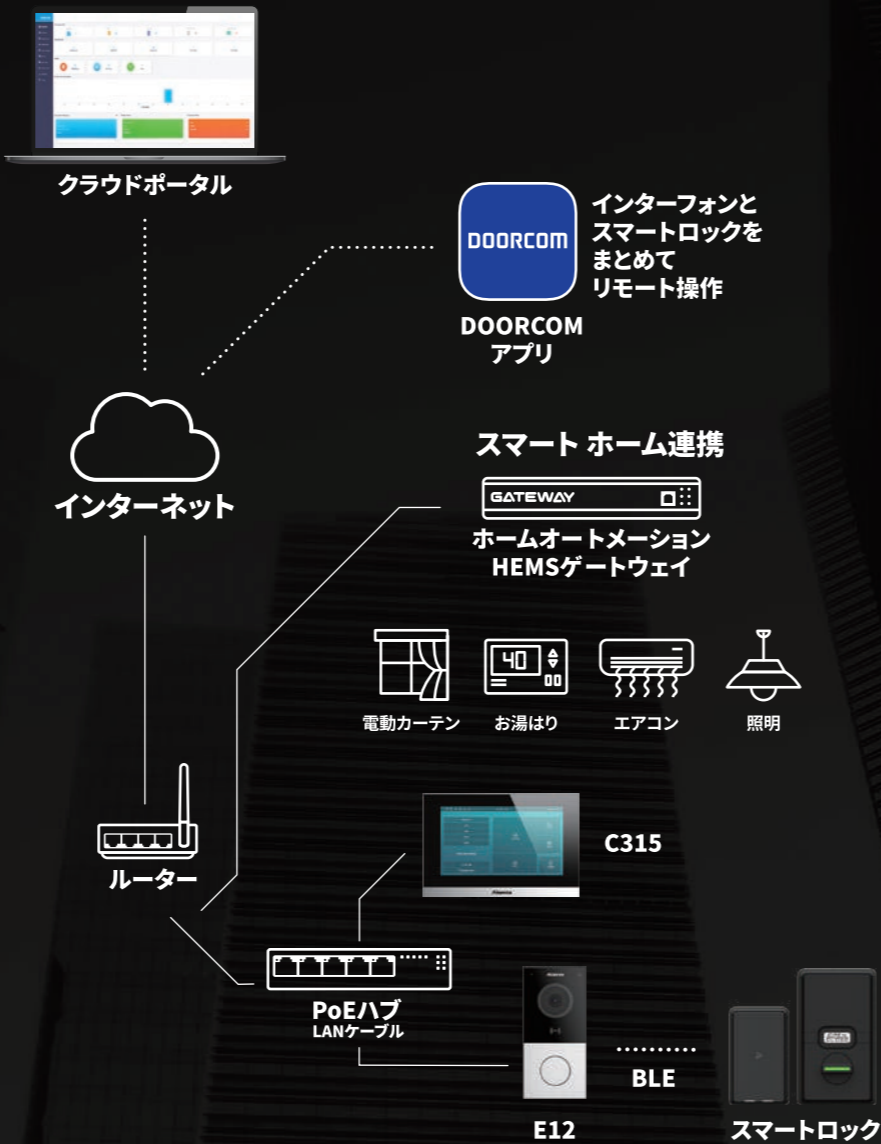 クラウドポータル
DOORCOM
インターフォンと
スマートロックを
まとめて
リモート操作
DOORCOM
アプリ
インターネット
スマート ホーム連携
GATEWAY
ホームオートメーション
HEMSゲートウェイ
40
電動カーテン
お湯はり
エアコン
照明
C315
Akuvox
ルーター
PoEハブ
LANケーブル
BLE
E12
スマートロック